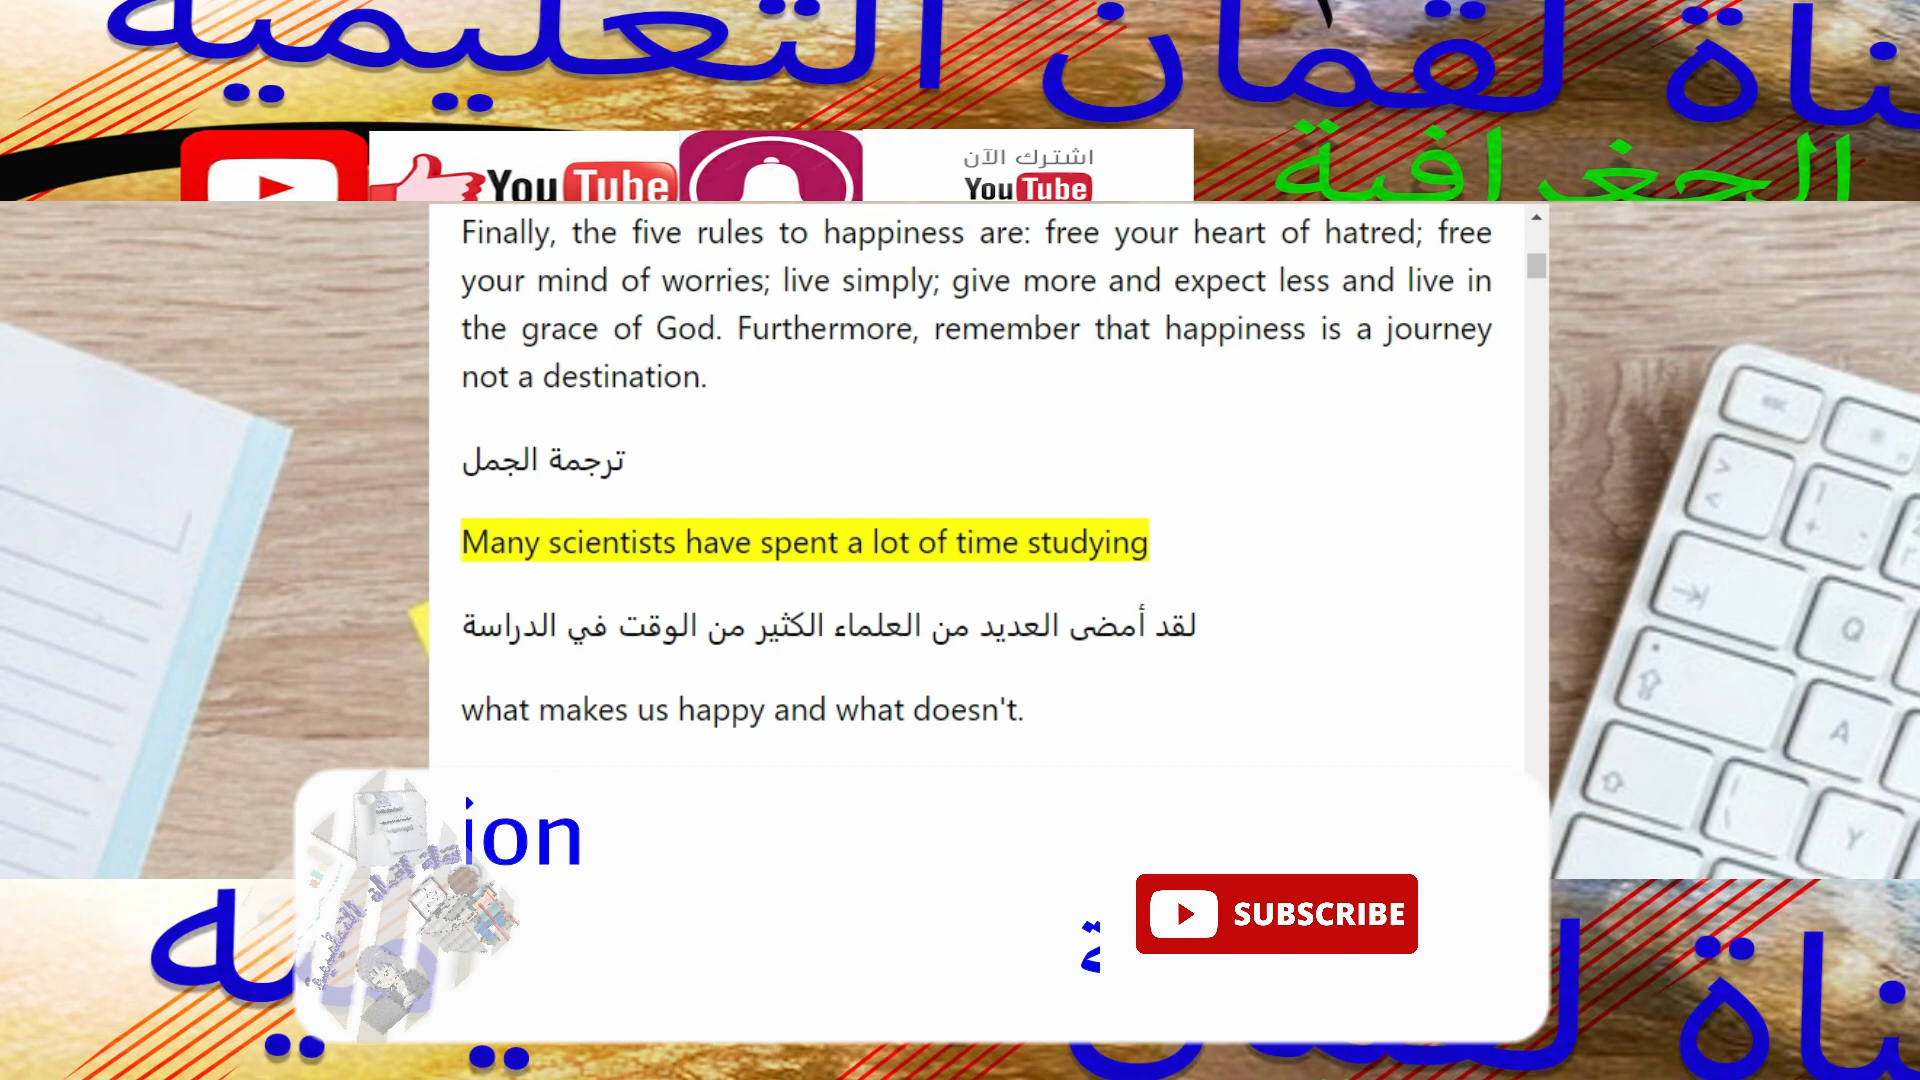 لقمان التعليمية
الجغرافية
YouTube
اشترك الآن
YouTube
Finally, the five rules to happiness are: free your heart of hatred; free
your mind of worries; live simply; give more and expect less and live in
the grace of God. Furthermore, remember that happiness is a journey
not a destination.
ترجمة الجمل
Many scientists have spent a lot of time studying
لقد أمضى العديد من العلماء الكثير من الوقت في الدراسة
what makes us happy and what doesn't.
ion
SUBSCRIBE